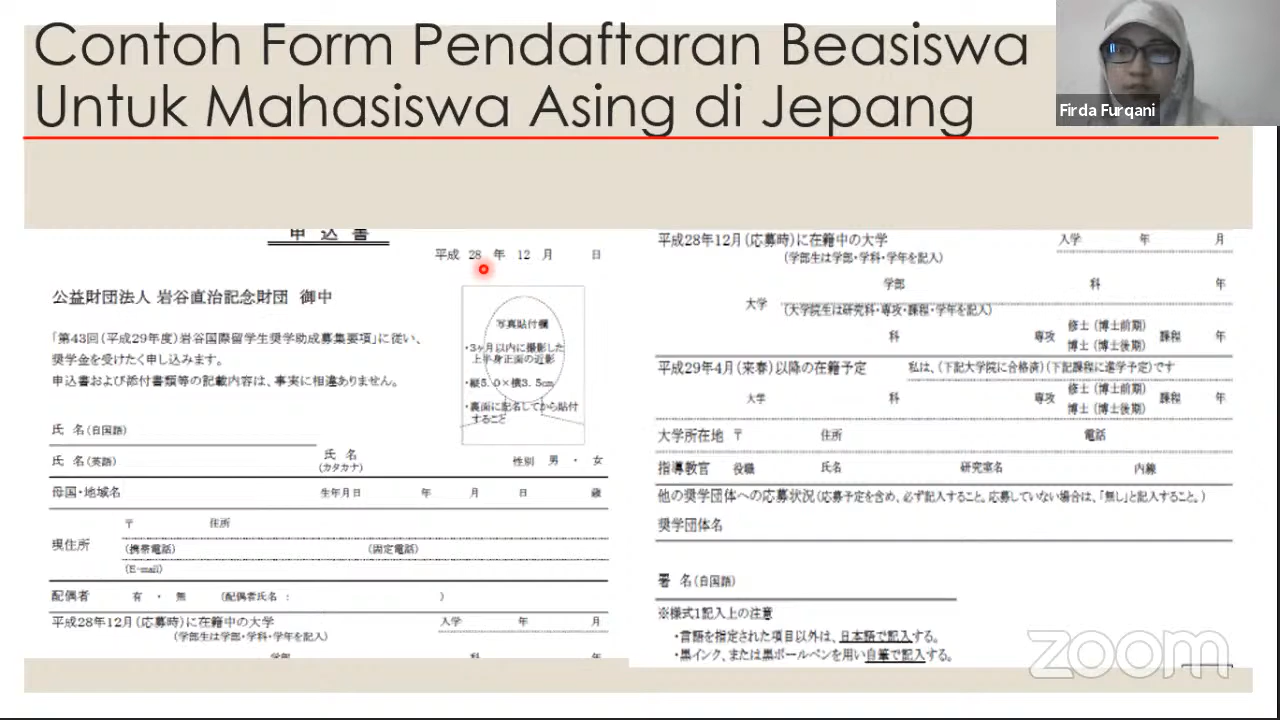 Contoh Form Pendaftaran Beasiswa
Untuk Mahasiswa Asing di Jepang
Firda Furqani
申込書
平成 28 年 12 月 日
公益財団法人 岩谷直治記念財団 御中
「第43回(平成29年度)岩谷国際留学生奨学助成募集要項」に従い、
奨学金を受けたく申し込みます。
申込書および添付書類等の記載内容は、事実に相違ありません。
写真貼付欄
・3ヶ月以内に撮影した
上半身正面の近影
・縦5.0×横3.5cm
・裏面に記名してから貼付
すること
氏 名(自国語)
氏 名(英語) 氏 名 (カタカナ) 性別 男 ・ 女
母国・地域名 生年月日 年 月 日 歳
現住所 〒 住所
(携帯電話) (固定電話)
(E-mail)
配偶者 有 ・ 無 (配偶者氏名 : )
平成28年12月(応募時)に在籍中の大学 入学 年 月
(学部生は学部・学科・学年を記入)
学部 科 年
平成28年12月(応募時)に在籍中の大学 入学 年 月
(学部生は学部・学科・学年を記入)
学部 科 年
大学 (大学院生は研究科・専攻・課程・学年を記入)
科 専攻 修士(博士前期) 課程 年
博士(博士後期)
平成29年4月(来春)以降の在籍予定 私は、(下記大学院に合格済)(下記課程に進学予定)です
大学 科 専攻 修士(博士前期) 課程 年
博士(博士後期)
大学所在地 〒 住所 電話
指導教官 役職 氏名 研究室名 内線
他の奨学団体への応募状況(応募予定を含め、必ず記入すること。応募していない場合は、「無し」と記入すること。)
奨学団体名
署 名(自国語)
※様式1記入上の注意
・言語を指定された項目以外は、日本語で記入する。
・黒インク、または黒ボールペンを用い自筆で記入する。
zoom